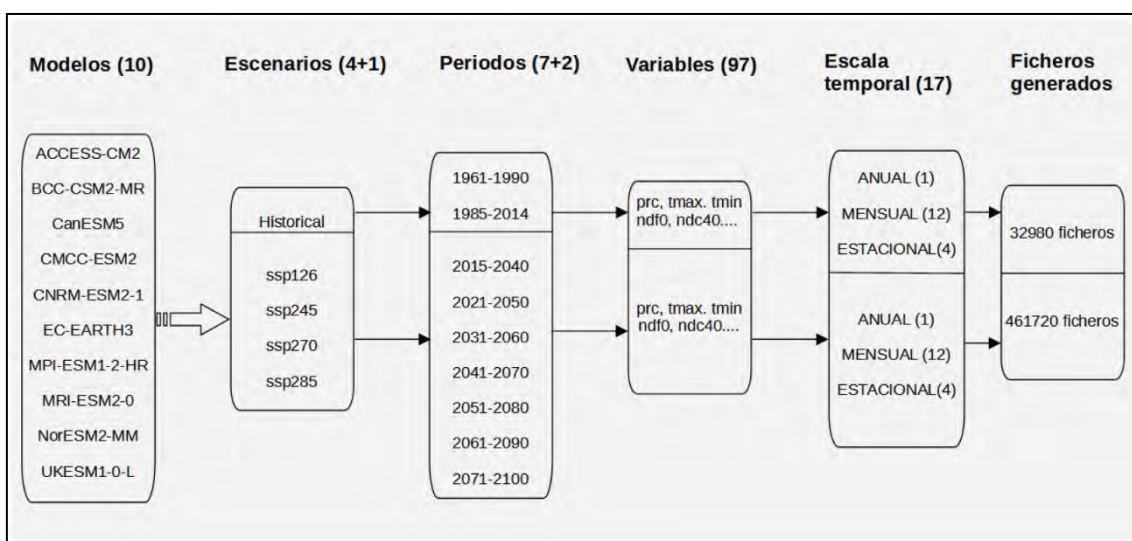 Modelos (10)
Escenarios (4+1)
Periodos (7+2)
Variables (97)
Escala
temporal (17)
Ficheros
generados
ACCESS-CM2
BCC-CSM2-MR
CanESM5
CMCC-ESM2
CNRM-ESM2-1
EC-EARTH3
MPI-ESM1-2-HR
MRI-ESM2-0
NorESM2-MM
UKESM1-0-L
Historical
ssp126
ssp245
ssp270
ssp285
1961-1990
1985-2014
2015-2040
2021-2050
2031-2060
2041-2070
2051-2080
2061-2090
2071-2100
prc, tmax. tmin
ndf0, ndc40....
prc, tmax. tmin
ndf0, ndc40....
ANUAL (1)
MENSUAL (12)
ESTACIONAL(4)
ANUAL (1)
MENSUAL (12)
ESTACIONAL(4)
32980 ficheros
461720 ficheros